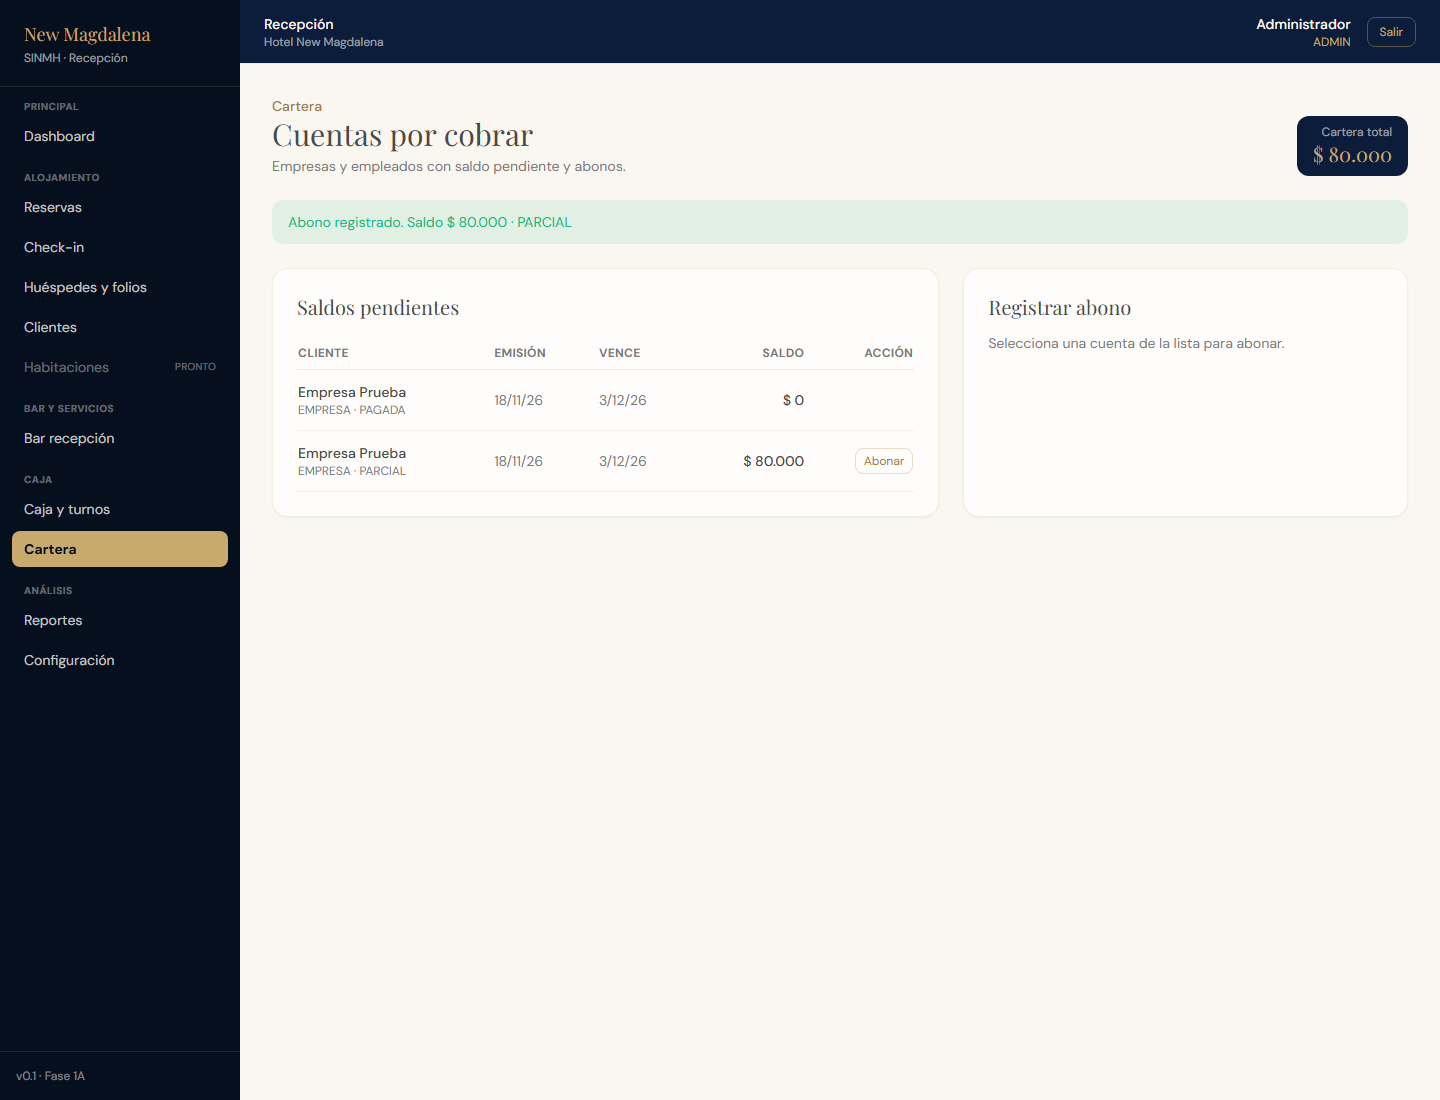 New Magdalena
SINMH · Recepción
PRINCIPAL
Dashboard
ALOJAMIENTO
Reservas
Check-in
Huéspedes y folios
Clientes
Habitaciones PRONTO
BAR Y SERVICIOS
Bar recepción
CAJA
Caja y turnos
Cartera
ANÁLISIS
Reportes
Configuración
v0.1 · Fase 1A
Recepción
Hotel New Magdalena
Administrador
ADMIN
Salir
Cartera
Cuentas por cobrar
Empresas y empleados con saldo pendiente y abonos.
Cartera total
$ 80.000
Abono registrado. Saldo $ 80.000 · PARCIAL
Saldos pendientes
CLIENTE EMISIÓN VENCE SALDO ACCIÓN
Empresa Prueba
EMPRESA · PAGADA
18/11/26 3/12/26 $ 0
Empresa Prueba
EMPRESA · PARCIAL
18/11/26 3/12/26 $ 80.000 Abonar
Registrar abono
Selecciona una cuenta de la lista para abonar.